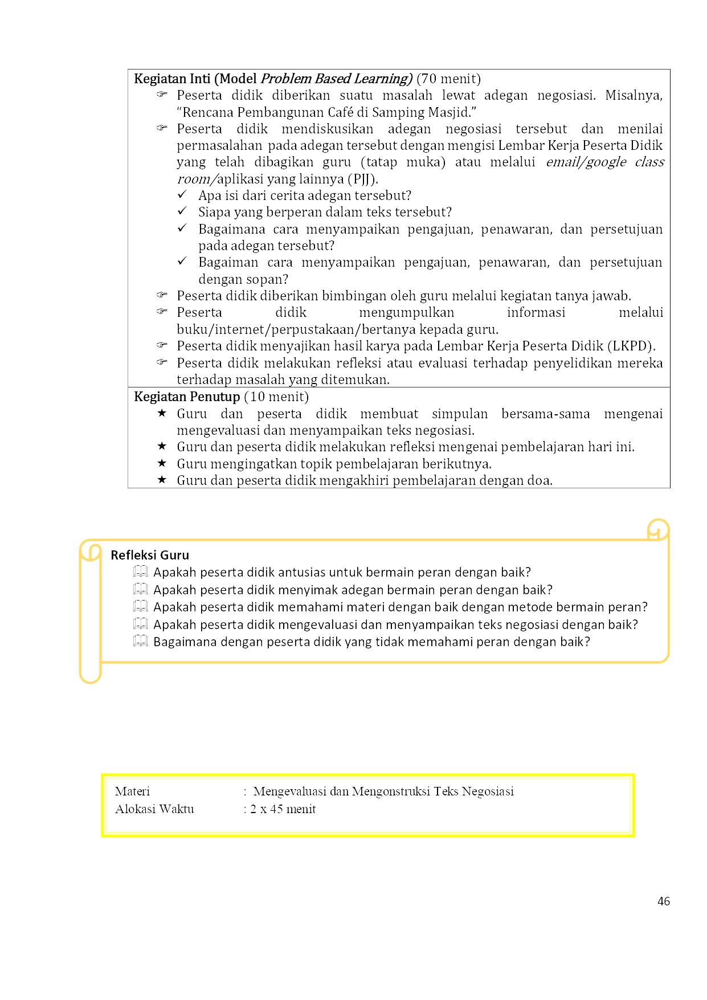 Kegiatan Inti (Model Problem Based Learning) (70 menit)
☞ Peserta didik diberikan suatu masalah lewat adegan negosiasi. Misalnya,
“Rencana Pembangunan Café di Samping Masjid.”
☞ Peserta didik mendiskusikan adegan negosiasi tersebut dan menilai
permasalahan pada adegan tersebut dengan mengisi Lembar Kerja Peserta Didik
yang telah dibagikan guru (tatap muka) atau melalui email/google class
room/aplikasi yang lainnya (PJJ).
✓ Apa isi dari cerita adegan tersebut?
✓ Siapa yang berperan dalam teks tersebut?
✓ Bagaimana cara menyampaikan pengajuan, penawaran, dan persetujuan
pada adegan tersebut?
✓ Bagaiman cara menyampaikan pengajuan, penawaran, dan persetujuan
dengan sopan?
☞ Peserta didik diberikan bimbingan oleh guru melalui kegiatan tanya jawab.
☞ Peserta didik mengumpulkan informasi melalui
buku/internet/perpustakaan/bertanya kepada guru.
☞ Peserta didik menyajikan hasil karya pada Lembar Kerja Peserta Didik (LKPD).
☞ Peserta didik melakukan refleksi atau evaluasi terhadap penyelidikan mereka
terhadap masalah yang ditemukan.
Kegiatan Penutup (10 menit)
★ Guru dan peserta didik membuat simpulan bersama-sama mengenai
mengevaluasi dan menyampaikan teks negosiasi.
★ Guru dan peserta didik melakukan refleksi mengenai pembelajaran hari ini.
★ Guru mengingatkan topik pembelajaran berikutnya.
★ Guru dan peserta didik mengakhiri pembelajaran dengan doa.
Refleksi Guru
🕮 Apakah peserta didik antusias untuk bermain peran dengan baik?
🕮 Apakah peserta didik menyimak adegan bermain peran dengan baik?
🕮 Apakah peserta didik memahami materi dengan baik dengan metode bermain peran?
🕮 Apakah peserta didik mengevaluasi dan menyampaikan teks negosiasi dengan baik?
🕮 Bagaimana dengan peserta didik yang tidak memahami peran dengan baik?
Materi : Mengevaluasi dan Mengonstruksi Teks Negosiasi
Alokasi Waktu : 2 x 45 menit
46